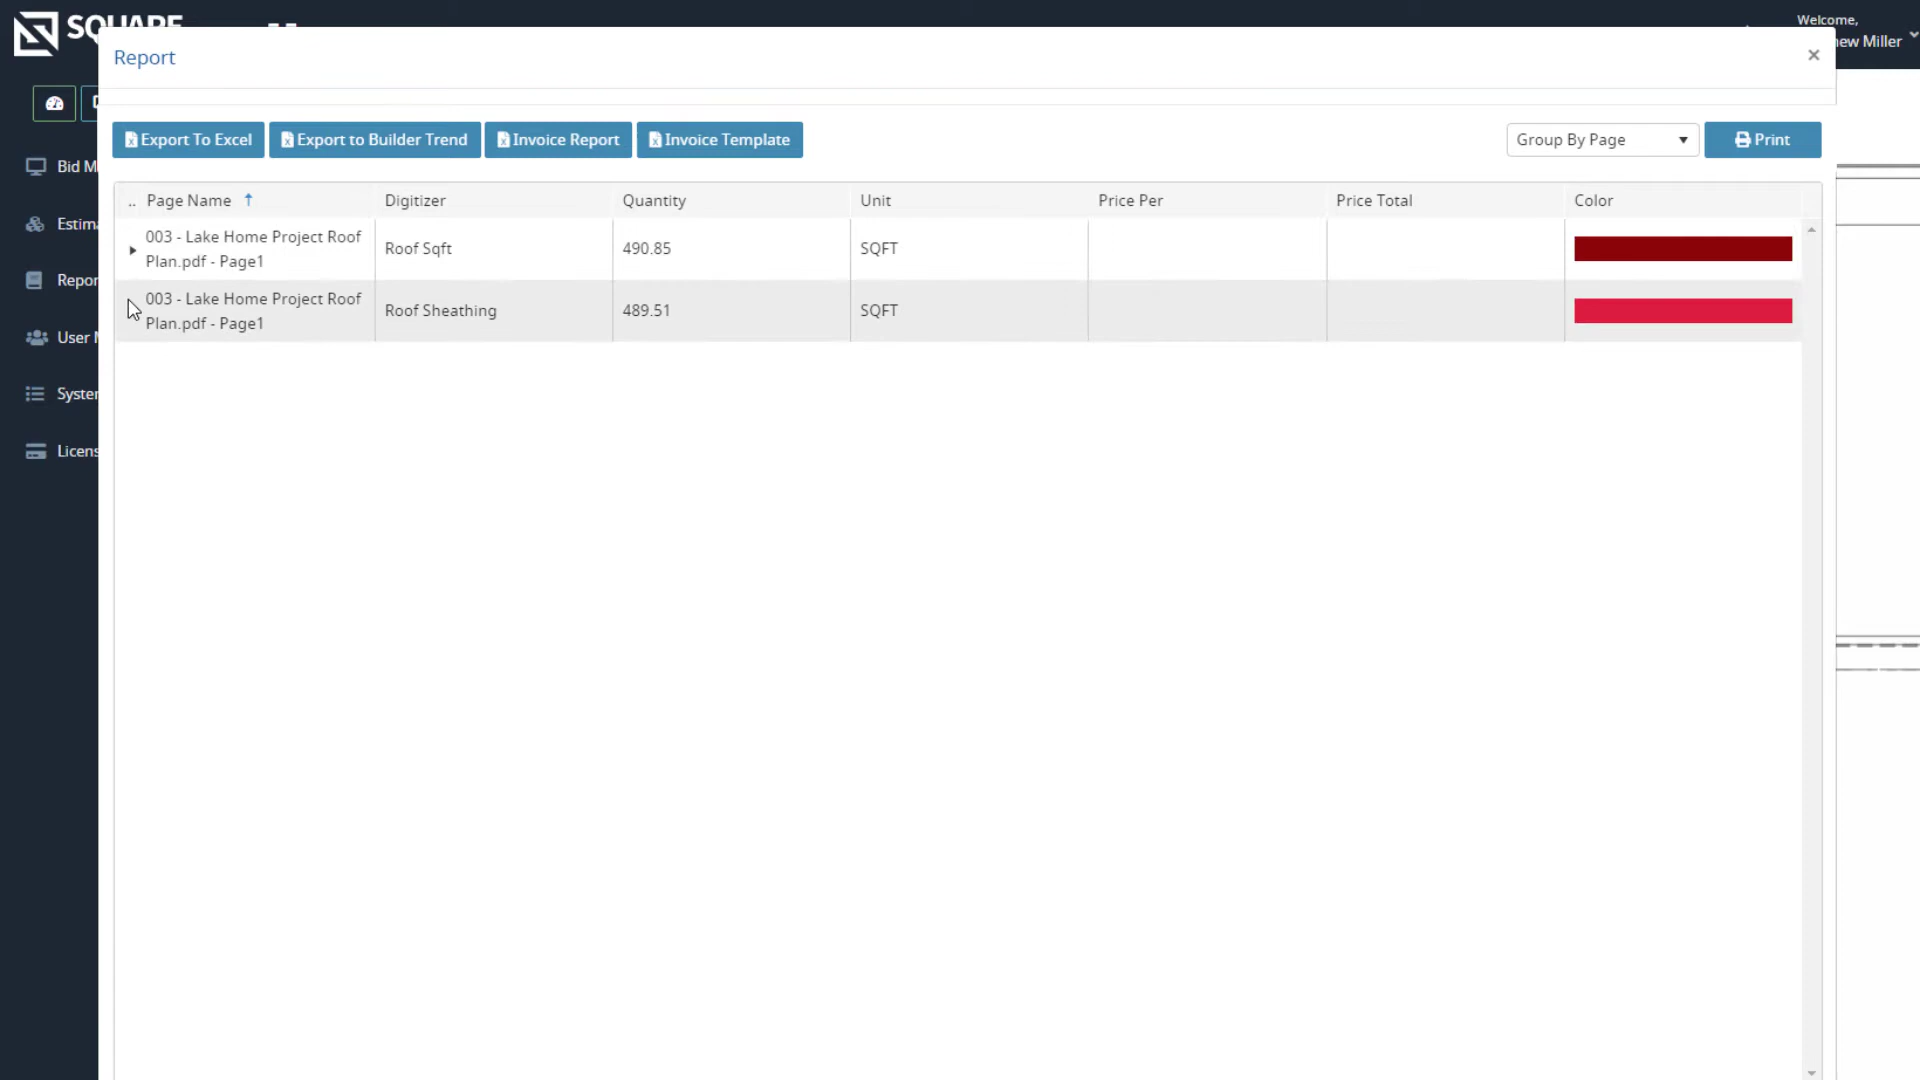 SQUARE
Welcome,
ew Miller
Report
×
Export To Excel
Export to Builder Trend
Invoice Report
Invoice Template
Group By Page
Print
.. Page Name ↑ Digitizer Quantity Unit Price Per Price Total Color
003 - Lake Home Project Roof
Plan.pdf - Page1
Roof Sqft 490.85 SQFT
003 - Lake Home Project Roof
Plan.pdf - Page1
Roof Sheathing 489.51 SQFT
Bid M
Estima
Repor
User M
System
Licens